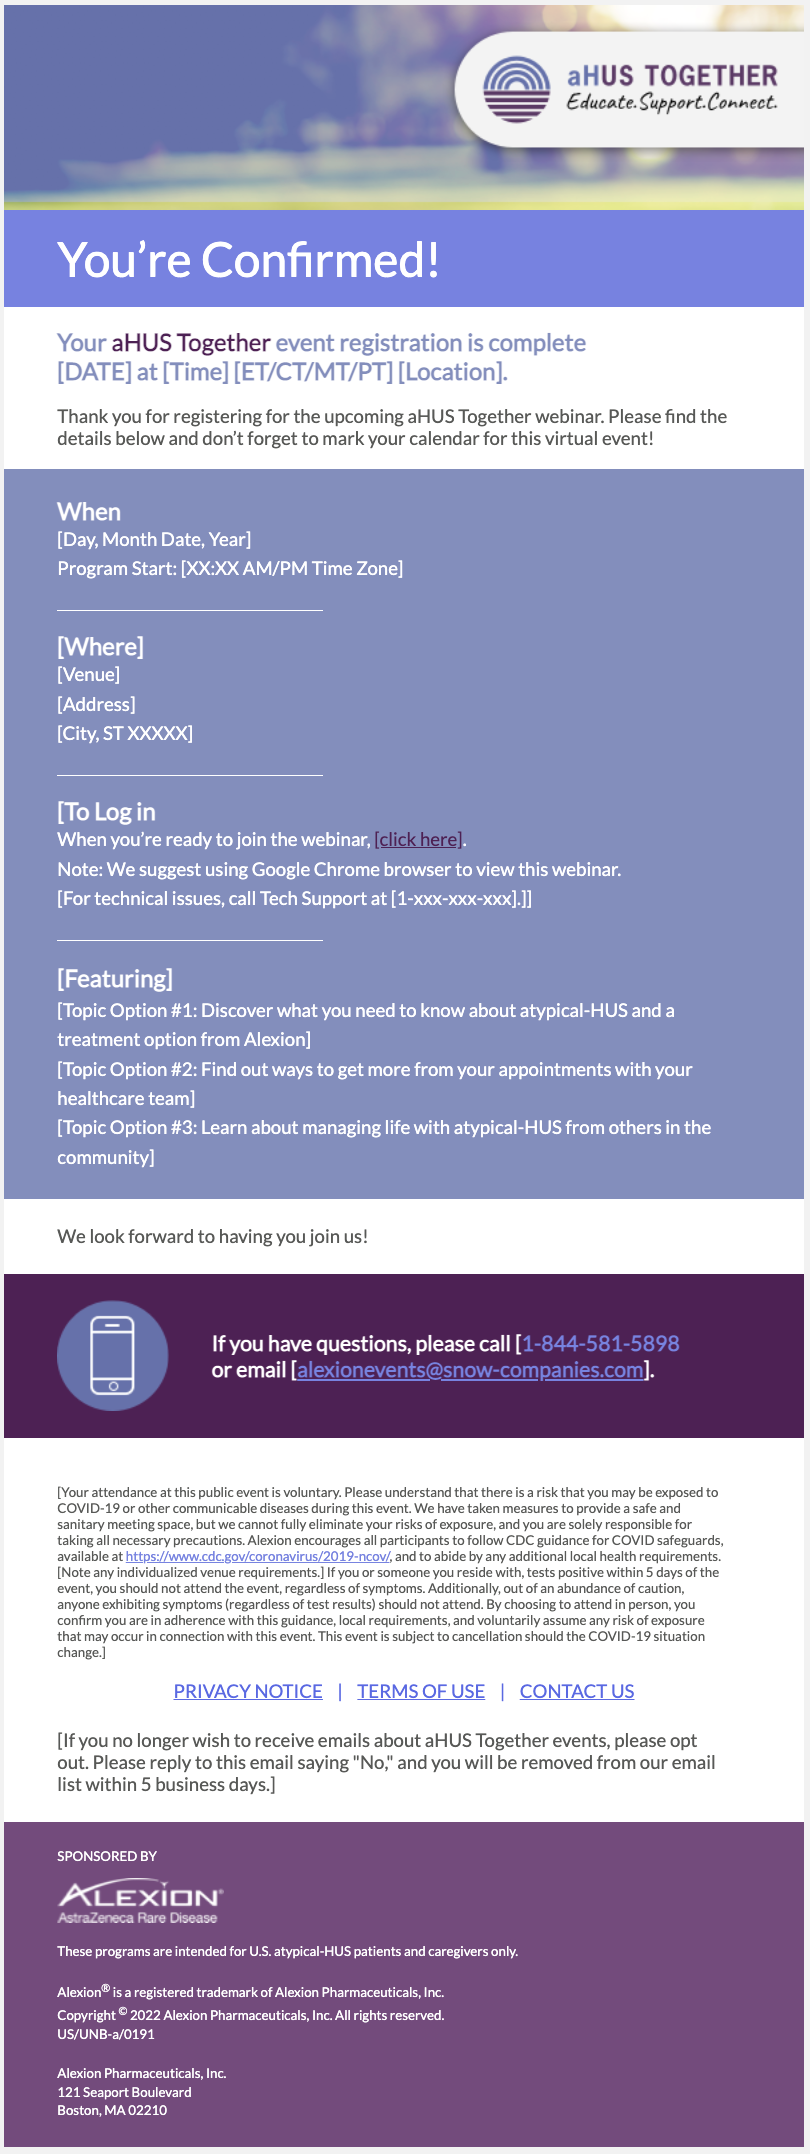 aHUS TOGETHER
Educate.Support.Connect.
You’re Confirmed!
Your aHUS Together event registration is complete
[DATE] at [Time] [ET/CT/MT/PT] [Location].
Thank you for registering for the upcoming aHUS Together webinar. Please find the
details below and don’t forget to mark your calendar for this virtual event!
When
[Day, Month Date, Year]
Program Start: [XX:XX AM/PM Time Zone]
[Where]
[Venue]
[Address]
[City, ST XXXXX]
[To Log in
When you’re ready to join the webinar, [click here].
Note: We suggest using Google Chrome browser to view this webinar.
[For technical issues, call Tech Support at [1-xxx-xxx-xxx].]]
[Featuring]
[Topic Option #1: Discover what you need to know about atypical-HUS and a
treatment option from Alexion]
[Topic Option #2: Find out ways to get more from your appointments with your
healthcare team]
[Topic Option #3: Learn about managing life with atypical-HUS from others in the
community]
We look forward to having you join us!
If you have questions, please call [1-844-581-5898
or email [alexionevents@snow-companies.com].
[Your attendance at this public event is voluntary. Please understand that there is a risk that you may be exposed to
COVID-19 or other communicable diseases during this event. We have taken measures to provide a safe and
sanitary meeting space, but we cannot fully eliminate your risks of exposure, and you are solely responsible for
taking all necessary precautions. Alexion encourages all participants to follow CDC guidance for COVID safeguards,
available at https://www.cdc.gov/coronavirus/2019-ncov/, and to abide by any additional local health requirements.
[Note any individualized venue requirements.] If you or someone you reside with, tests positive within 5 days of the
event, you should not attend the event, regardless of symptoms. Additionally, out of an abundance of caution,
anyone exhibiting symptoms (regardless of test results) should not attend. By choosing to attend in person, you
confirm you are in adherence with this guidance, local requirements, and voluntarily assume any risk of exposure
that may occur in connection with this event. This event is subject to cancellation should the COVID-19 situation
change.]
PRIVACY NOTICE | TERMS OF USE | CONTACT US
[If you no longer wish to receive emails about aHUS Together events, please opt
out. Please reply to this email saying "No," and you will be removed from our email
list within 5 business days.]
SPONSORED BY
ALEXION®
AstraZeneca Rare Disease
These programs are intended for U.S. atypical-HUS patients and caregivers only.
Alexion® is a registered trademark of Alexion Pharmaceuticals, Inc.
Copyright © 2022 Alexion Pharmaceuticals, Inc. All rights reserved.
US/UNB-a/0191
Alexion Pharmaceuticals, Inc.
121 Seaport Boulevard
Boston, MA 02210